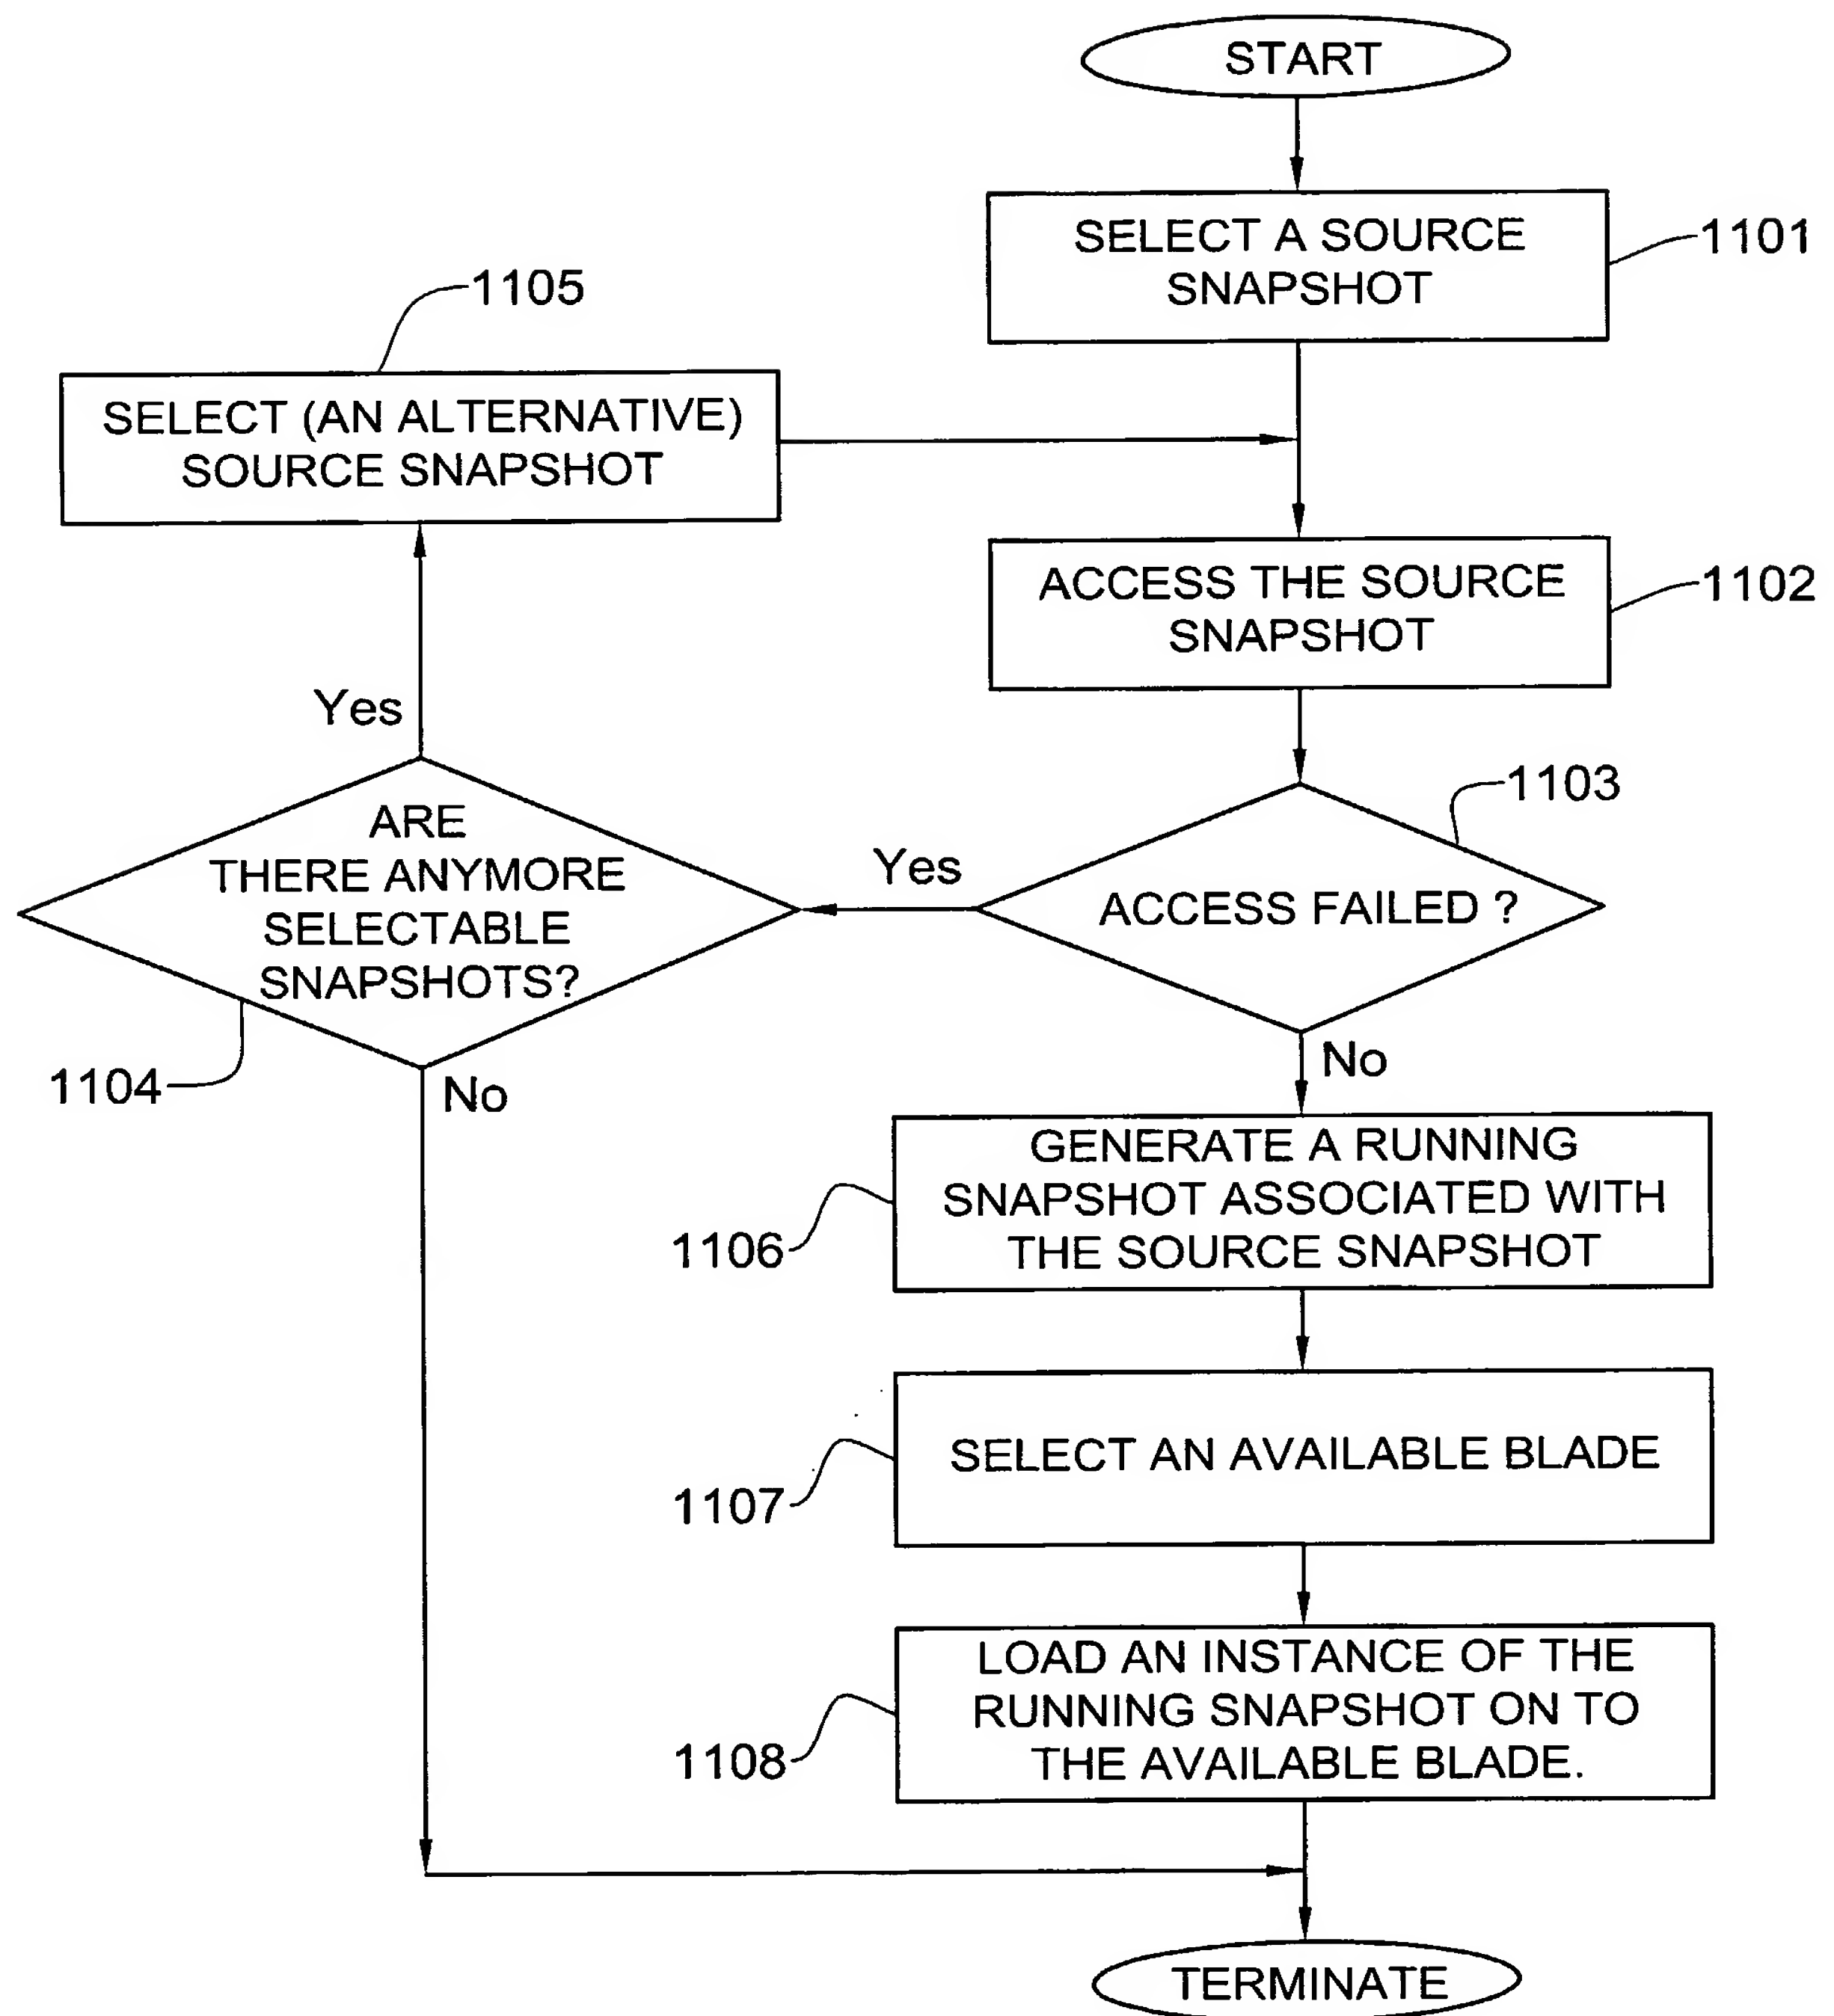 START
SELECT A SOURCE
SNAPSHOT
1101
1105
SELECT (AN ALTERNATIVE)
SOURCE SNAPSHOT
ACCESS THE SOURCE
SNAPSHOT
1102
Yes
1103
ARE
THERE ANYMORE
SELECTABLE
SNAPSHOTS?
Yes
ACCESS FAILED ?
1104
No
No
GENERATE A RUNNING
SNAPSHOT ASSOCIATED WITH
THE SOURCE SNAPSHOT
1106
SELECT AN AVAILABLE BLADE
1107
LOAD AN INSTANCE OF THE
RUNNING SNAPSHOT ON TO
THE AVAILABLE BLADE.
1108
TERMINATE